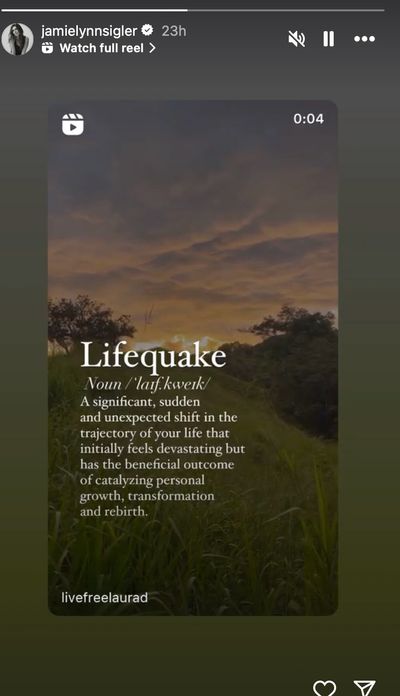 jamielynnsigler 23h
Watch full reel
0:04
Lifequake
Noun /ˈlaɪf.kweɪk/
A significant, sudden
and unexpected shift in the
trajectory of your life that
initially feels devastating but
has the beneficial outcome
of catalyzing personal
growth, transformation
and rebirth.
livefreelaurad